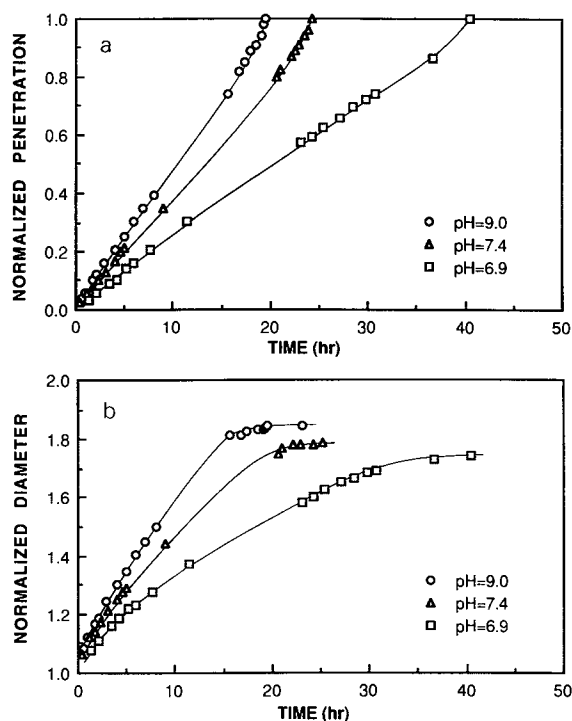 a
NORMALIZED PENETRATION
1.0
0.8
0.6
0.4
0.2
0.0
pH=9.0
pH=7.4
pH=6.9
0 10 20 30 40 50
TIME (hr)
b
NORMALIZED DIAMETER
2.0
1.8
1.6
1.4
1.2
1.0
pH=9.0
pH=7.4
pH=6.9
0 10 20 30 40 50
TIME (hr)